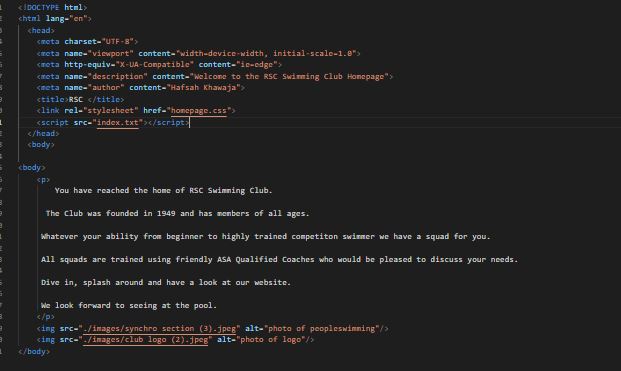 <!DOCTYPE html>
<html lang="en">
<head>
<meta charset="UTF-8">
<meta name="viewport" content="width=device-width, initial-scale=1.0">
<meta http-equiv="X-UA-Compatible" content="ie=edge">
<meta name="description" content="Welcome to the RSC Swimming Club Homepage">
<meta name="author" content="Hafsah Khawaja">
<title>RSC </title>
<link rel="stylesheet" href="homepage.css">
<script src="index.txt"></script>
</head>
<body>
<body>
<p>
You have reached the home of RSC Swimming Club.
The Club was founded in 1949 and has members of all ages.
Whatever your ability from beginner to highly trained competiton swimmer we have a squad for you.
All squads are trained using friendly ASA Qualified Coaches who would be pleased to discuss your needs.
Dive in, splash around and have a look at our website.
We look forward to seeing at the pool.
</p>
<img src="./images/synchro section (3).jpeg" alt="photo of peopleswimming"/>
<img src="./images/club logo (2).jpeg" alt="photo of logo"/>
</body>